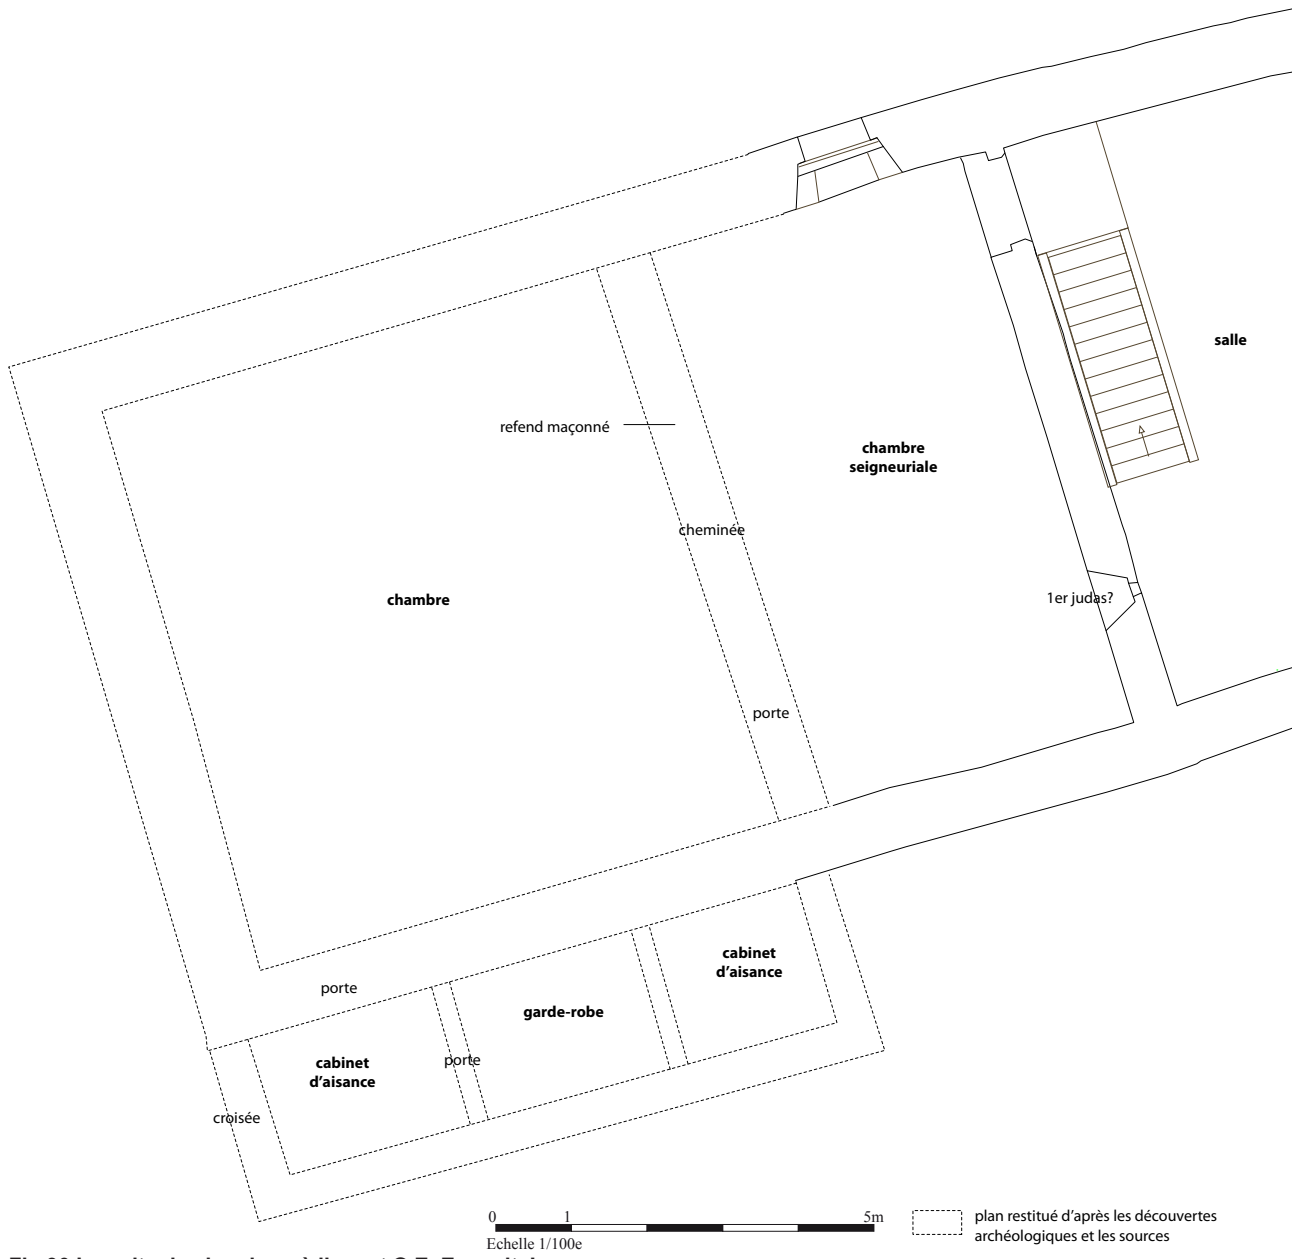 salle
refend maçonné
chambre
seigneuriale
cheminée
chambre
1er judas?
porte
cabinet
d'aisance
porte
garde-robe
cabinet
d'aisance
porte
croisée
0 1 5m
Echelle 1/100e
plan restitué d'après les découvertes
archéologiques et les sources